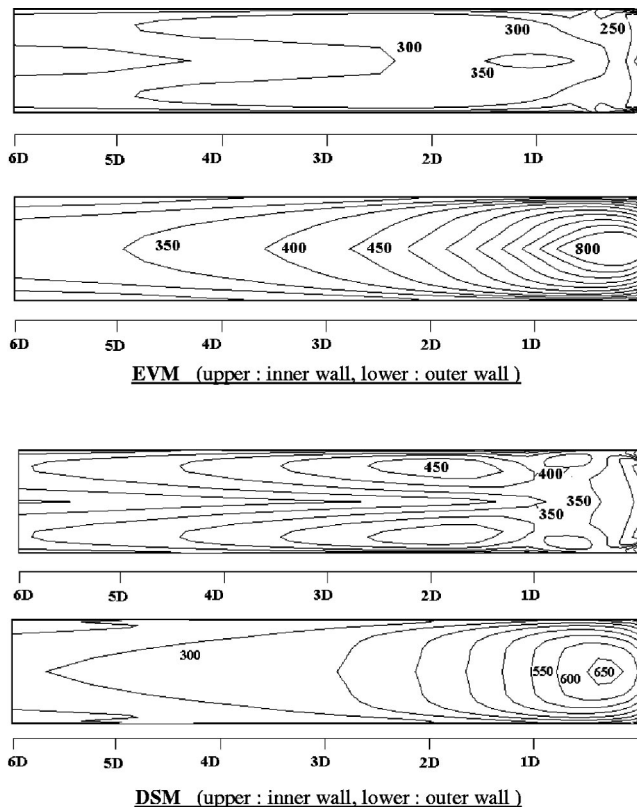 300 300 250
350
6D 5D 4D 3D 2D 1D
350 400 450 800
6D 5D 4D 3D 2D 1D
EVM (upper : inner wall, lower : outer wall )
450 400
350 350
6D 5D 4D 3D 2D 1D
300 550 600 650
6D 5D 4D 3D 2D 1D
DSM (upper : inner wall, lower : outer wall )